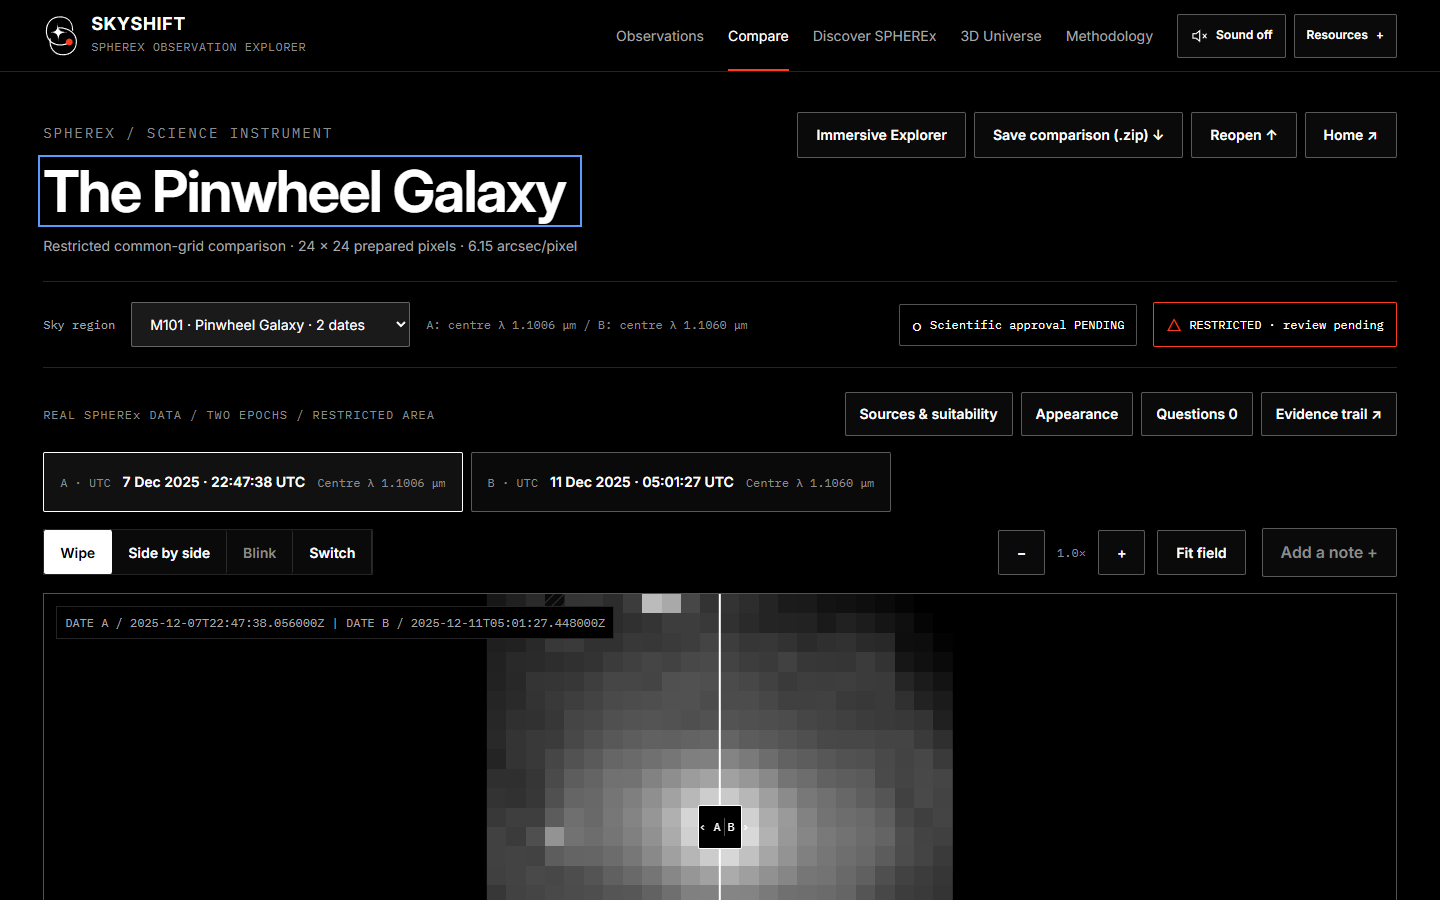 SKYSHIFT
SPHEREX OBSERVATION EXPLORER
Observations
Compare
Discover SPHEREx
3D Universe
Methodology
Sound off
Resources +
SPHEREX / SCIENCE INSTRUMENT
Immersive Explorer
Save comparison (.zip) ↓
Reopen ↑
Home ↗
The Pinwheel Galaxy
Restricted common-grid comparison · 24 × 24 prepared pixels · 6.15 arcsec/pixel
Sky region
M101 · Pinwheel Galaxy · 2 dates
A: centre λ 1.1006 μm / B: centre λ 1.1060 μm
Scientific approval PENDING
RESTRICTED · review pending
REAL SPHEREx DATA / TWO EPOCHS / RESTRICTED AREA
Sources & suitability
Appearance
Questions 0
Evidence trail ↗
A · UTC 7 Dec 2025 · 22:47:38 UTC Centre λ 1.1006 μm
B · UTC 11 Dec 2025 · 05:01:27 UTC Centre λ 1.1060 μm
Wipe
Side by side
Blink
Switch
− 1.0× +
Fit field
Add a note +
DATE A / 2025-12-07T22:47:38.056000Z | DATE B / 2025-12-11T05:01:27.448000Z
‹ A B ›